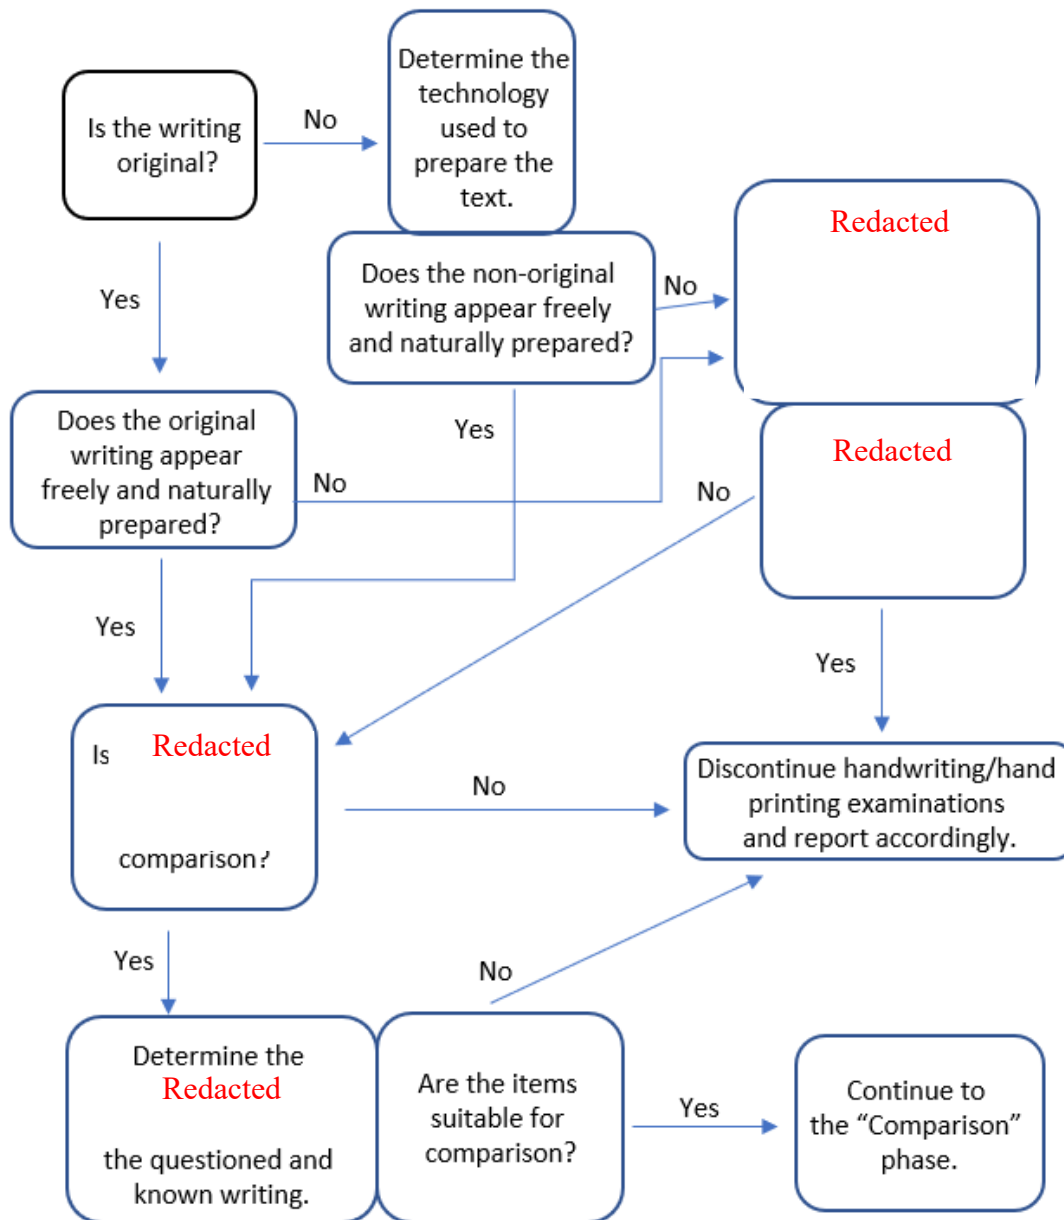 Determine the
technology
used to
prepare the
text.
Is the writing
original?
No
Redacted
Does the non-original
writing appear freely
and naturally prepared?
No
Yes
Does the original
writing appear
freely and naturally
prepared?
No
Yes
Redacted
No
Yes
Yes
Is Redacted
comparison?
No
Discontinue handwriting/hand
printing examinations
and report accordingly.
Yes
No
Determine the
Redacted
the questioned and
known writing.
Are the items
suitable for
comparison?
Yes
Continue to
the “Comparison”
phase.